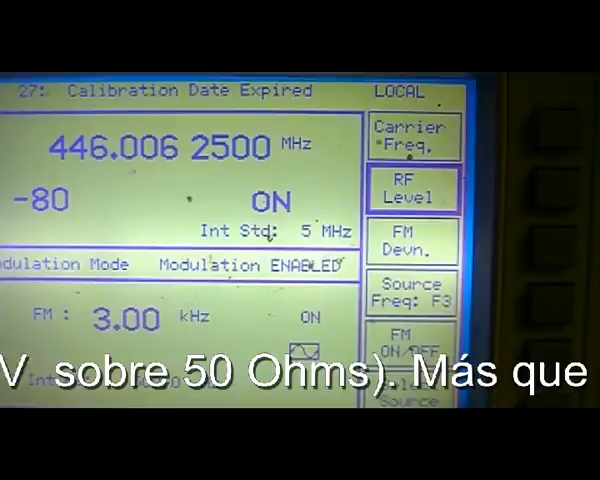 27: Calibration Date Expired LOCAL
446.006 2500 MHz
Carrier
Freq.
-80 ON
RF
Level
Int Std: 5 MHz
FM
Devn.
Modulation ENABLED
Mode
FM : 3.00 kHz ON
Source
Freq: F3
FM
ON/OFF
V sobre 50 Ohms). Más que
Source